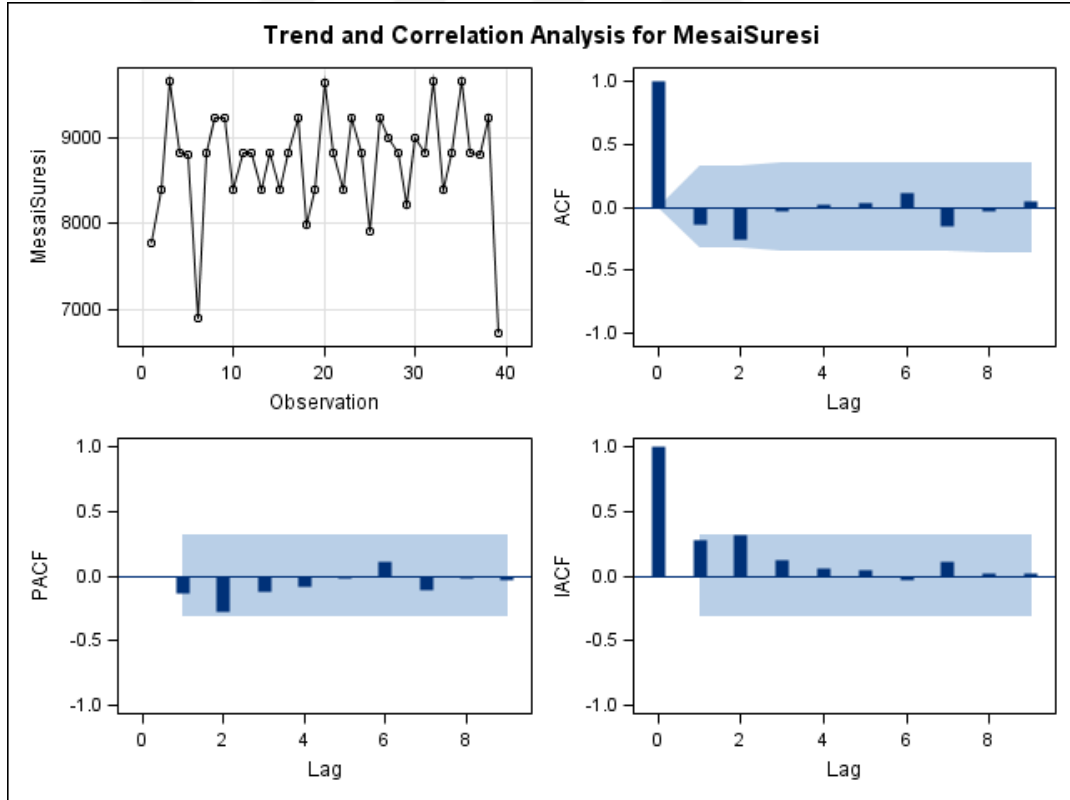 Trend and Correlation Analysis for MesaiSuresi
MesaiSuresi
9000
8000
7000
0 10 20 30 40
Observation
ACF
1.0
0.5
0.0
-0.5
-1.0
0 2 4 6 8
Lag
PACF
1.0
0.5
0.0
-0.5
-1.0
0 2 4 6 8
Lag
IACF
1.0
0.5
0.0
-0.5
-1.0
0 2 4 6 8
Lag